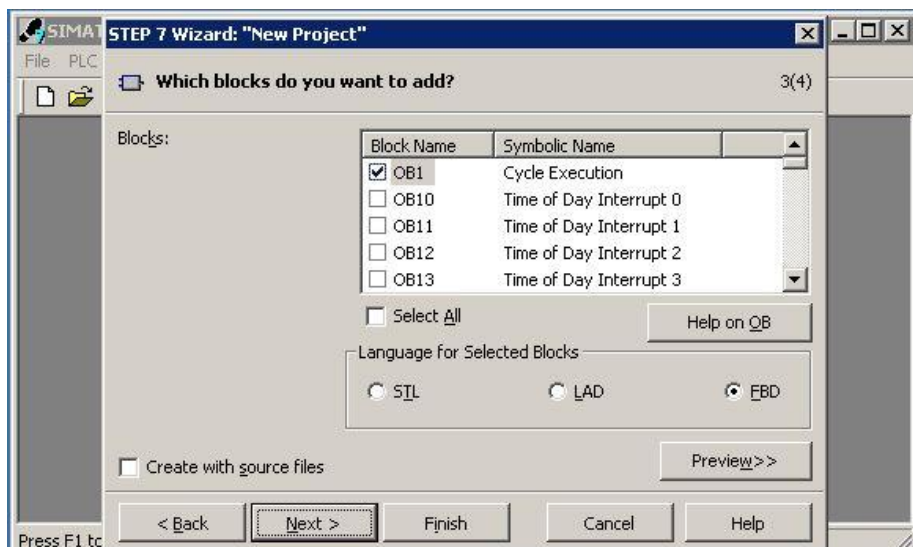 SIMAT
STEP 7 Wizard: "New Project"
File PLC
Which blocks do you want to add?
3(4)
Blocks:
Block Name Symbolic Name
OB1 Cycle Execution
OB10 Time of Day Interrupt 0
OB11 Time of Day Interrupt 1
OB12 Time of Day Interrupt 2
OB13 Time of Day Interrupt 3
Select All
Help on OB
Language for Selected Blocks
STL LAD FBD
Create with source files
Preview>>
< Back Next > Finish Cancel Help
Press F1 to